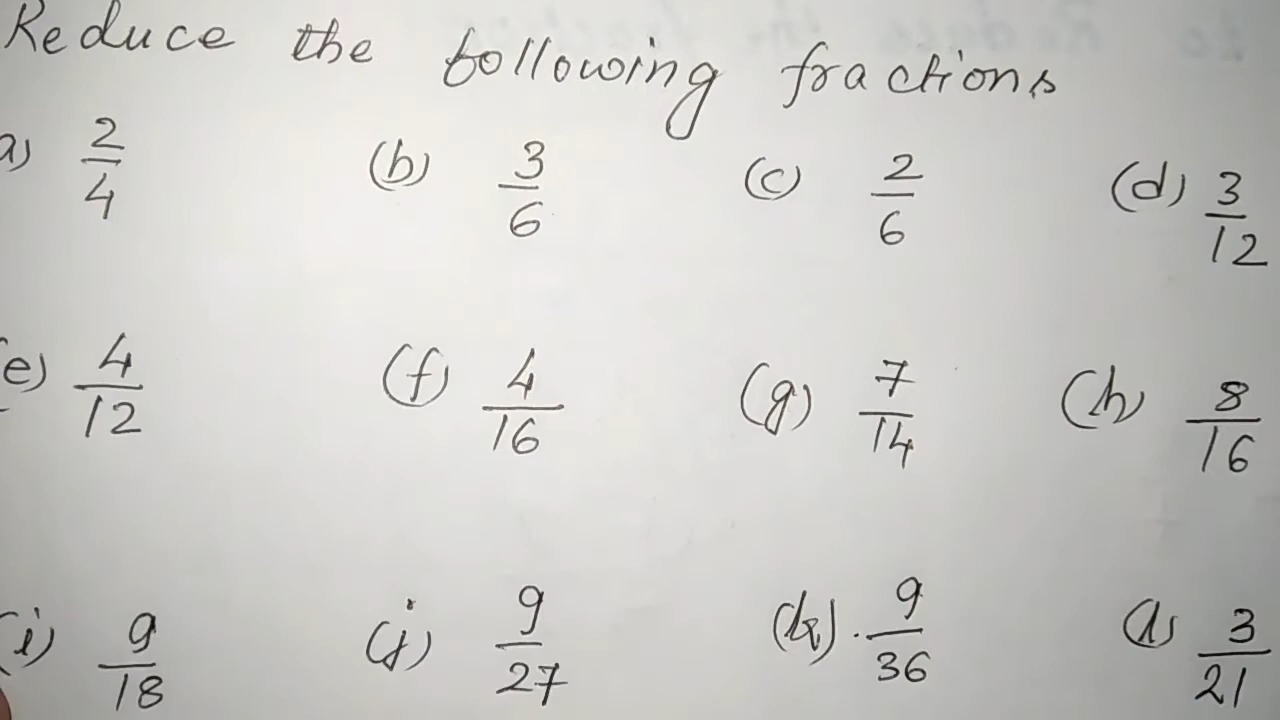 Reduce the following fractions
a) 2/4 (b) 3/6 (c) 2/6 (d) 3/12
(e) 4/12 (f) 4/16 (g) 7/14 (h) 8/16
(i) 9/18 (j) 9/27 (k) 9/36 (l) 3/21